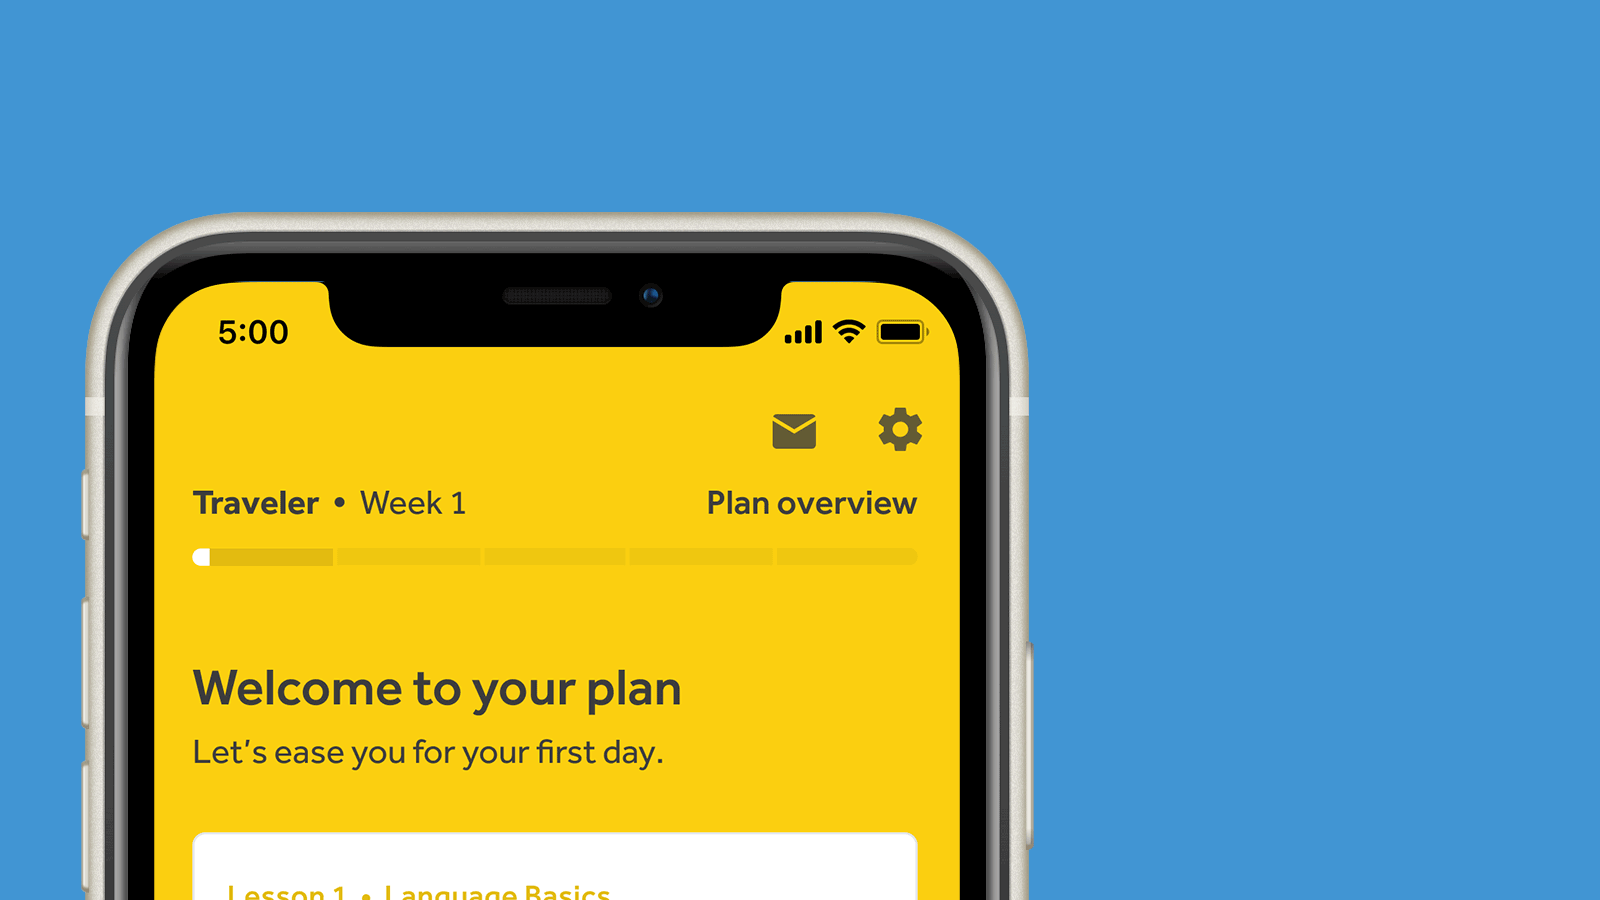 5:00
Traveler • Week 1
Plan overview
Welcome to your plan
Let's ease you for your first day.
Lesson 1 • Language Basics